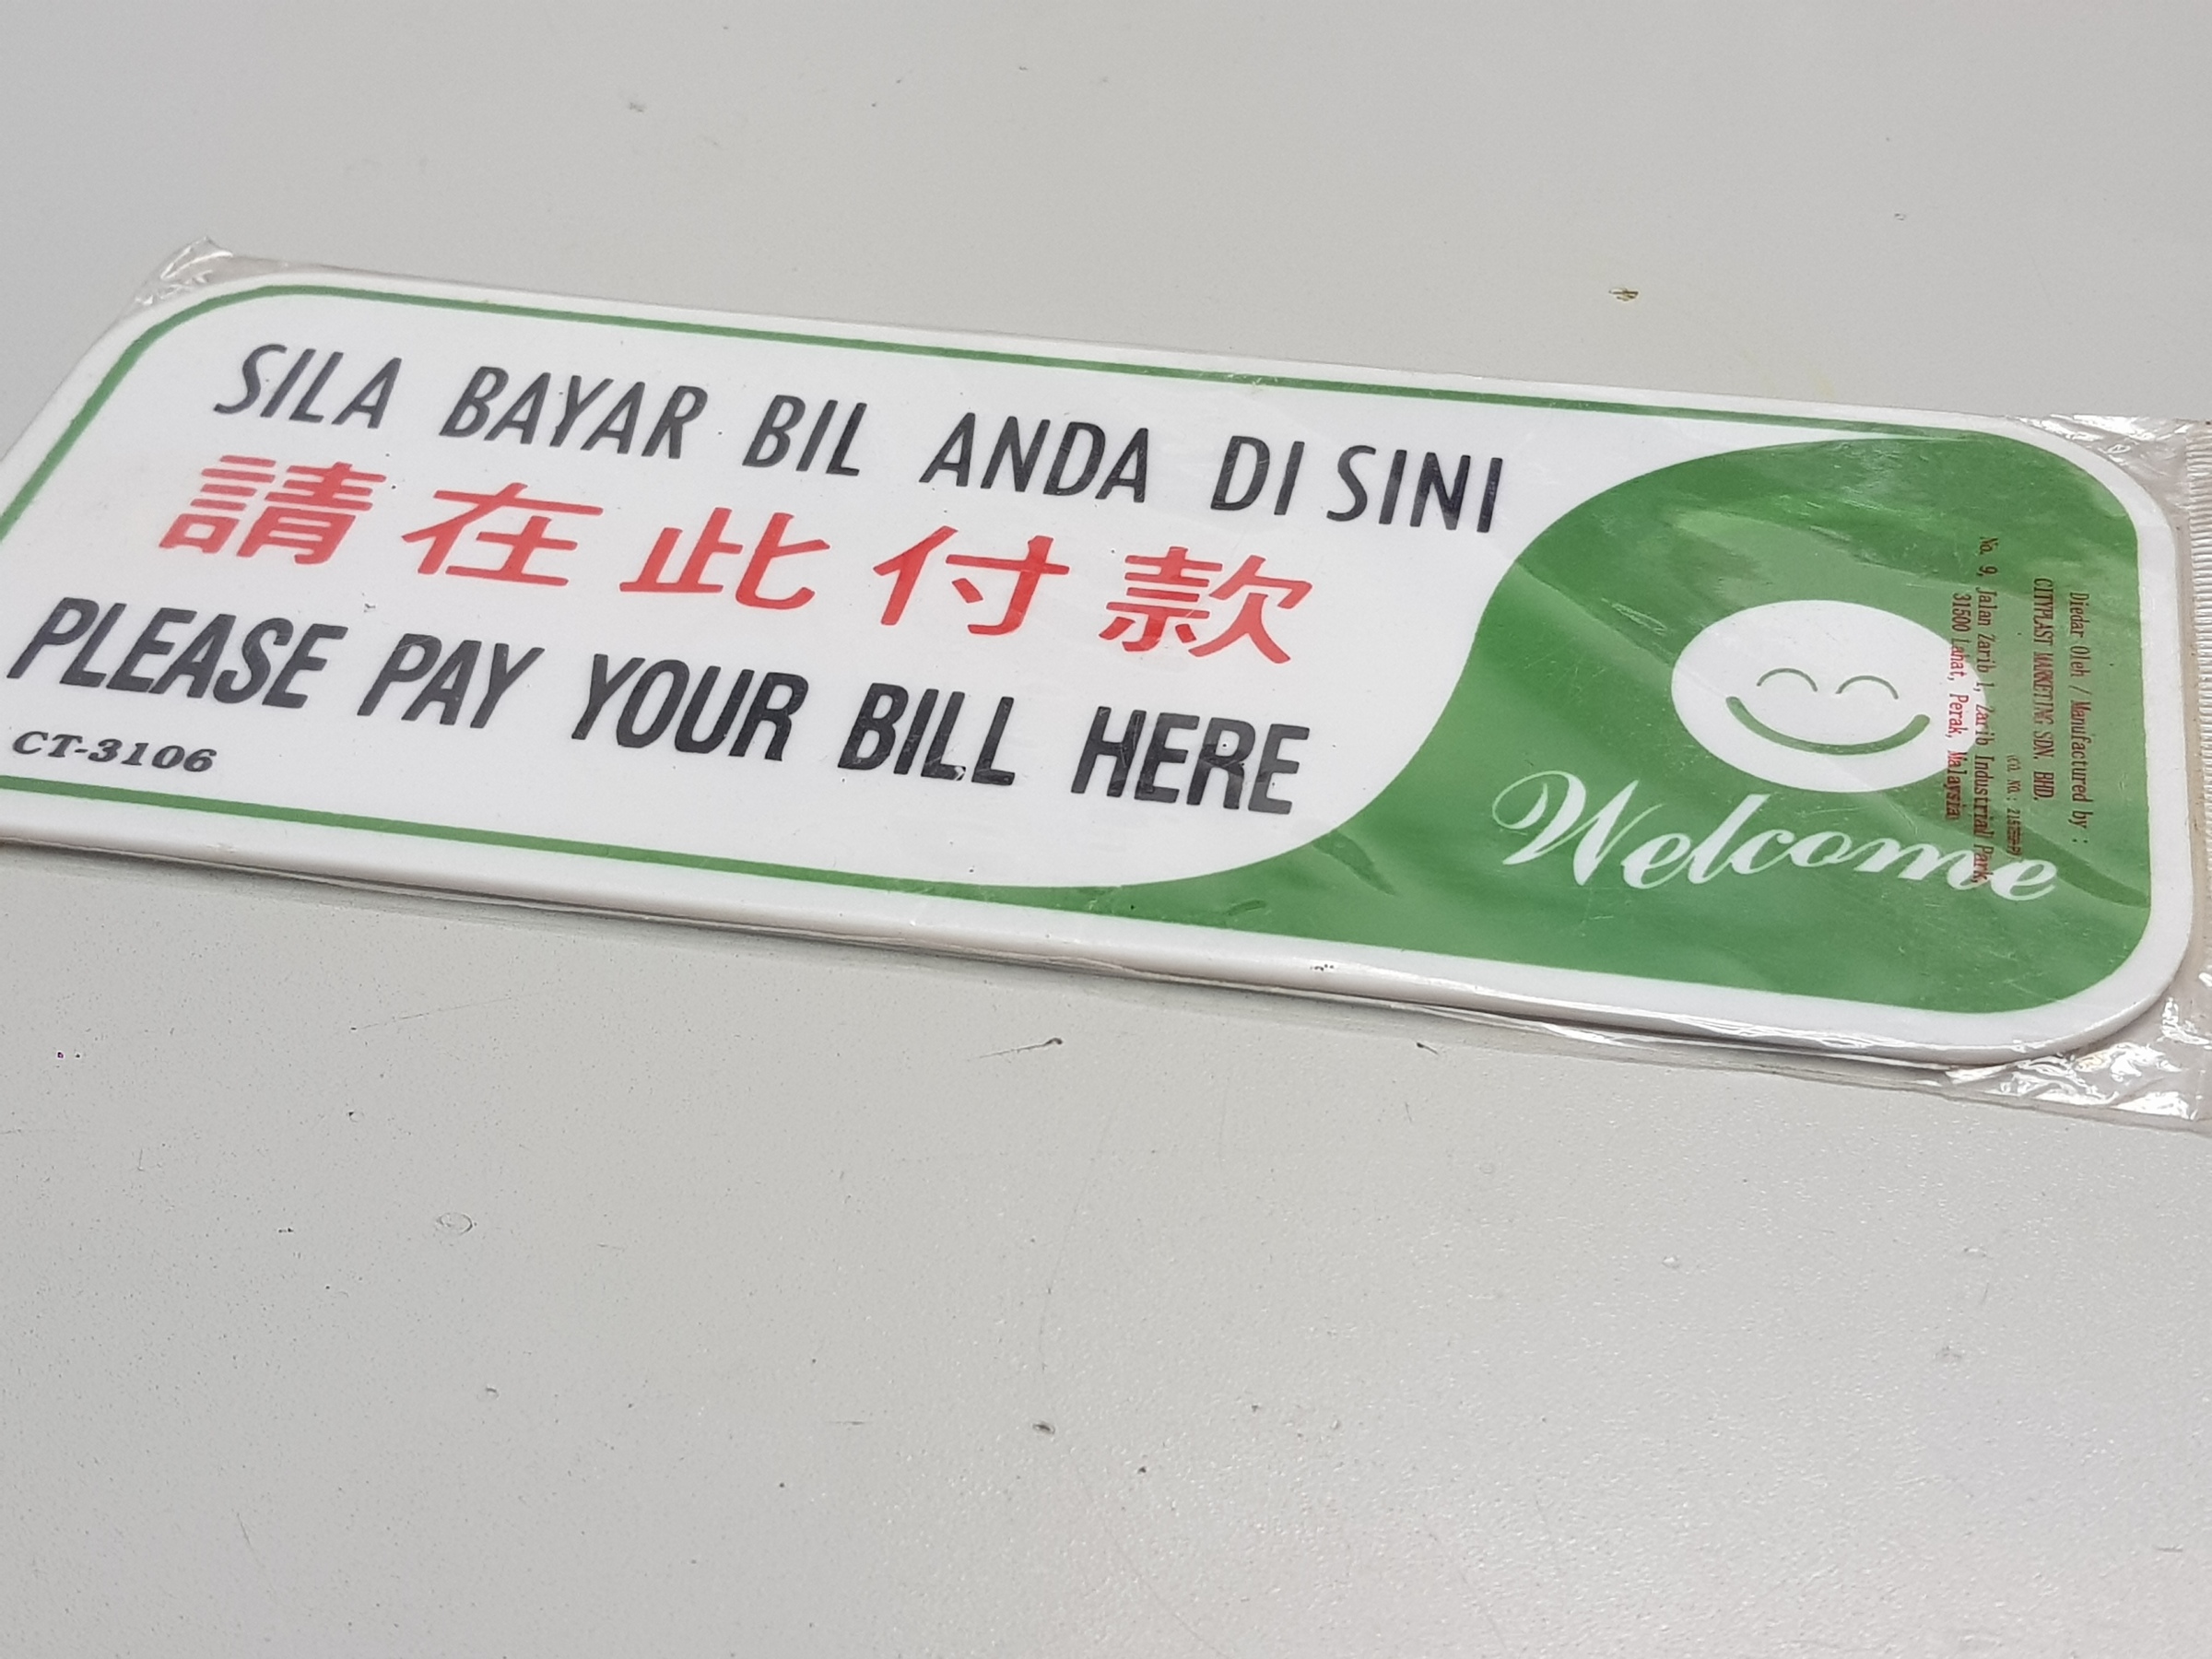 SILA BAYAR BIL ANDA DI SINI
請在此付款
PLEASE PAY YOUR BILL HERE
CT-3106
Welcome
Diedar Oleh / Manufactured by :
CITYPLAST MARKETING SDN. BHD.
No. 9, Jalan Zarib 1, Zarib Industrial Park,
31500 Lahat, Perak, Malaysia